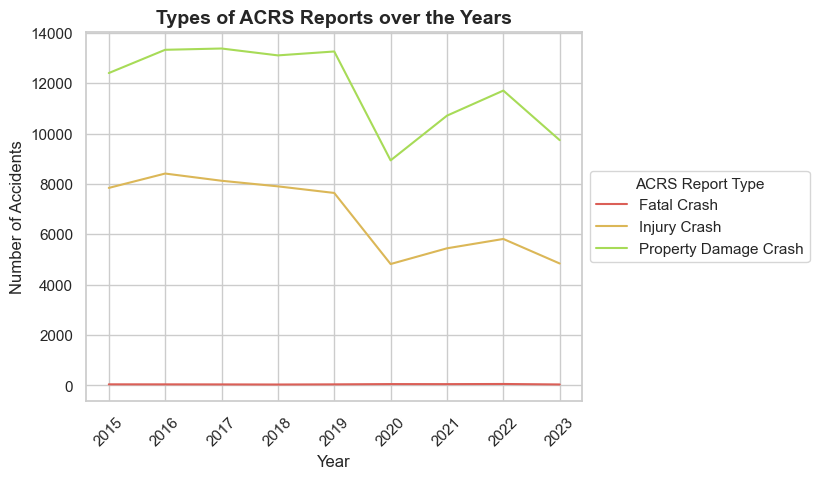 Types of ACRS Reports over the Years
14000
12000
10000
8000
6000
4000
2000
0
Number of Accidents
2015
2016
2017
2018
2019
2020
2021
2022
2023
Year
ACRS Report Type
Fatal Crash
Injury Crash
Property Damage Crash